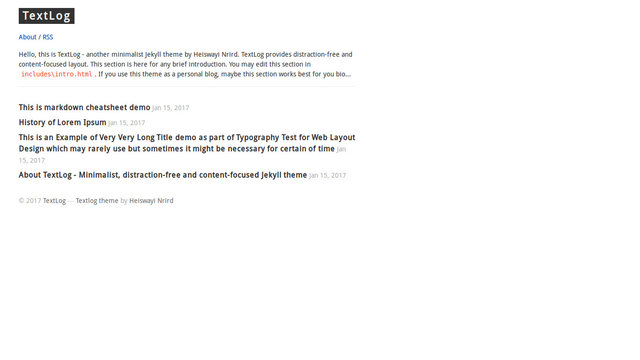 TextLog
About / RSS
Hello, this is TextLog - another minimalist Jekyll theme by Heiswayi Nrird. TextLog provides distraction-free and
content-focused layout. This section is here for any brief introduction. You may edit this section in
includes\intro.html . If you use this theme as a personal blog, maybe this section works best for you bio...
This is markdown cheatsheet demo Jan 15, 2017
History of Lorem Ipsum Jan 15, 2017
This is an Example of Very Very Long Title demo as part of Typography Test for Web Layout
Design which may rarely use but sometimes it might be necessary for certain of time Jan
15, 2017
About TextLog - Minimalist, distraction-free and content-focused Jekyll theme Jan 15, 2017
© 2017 TextLog — Textlog theme by Heiswayi Nrird